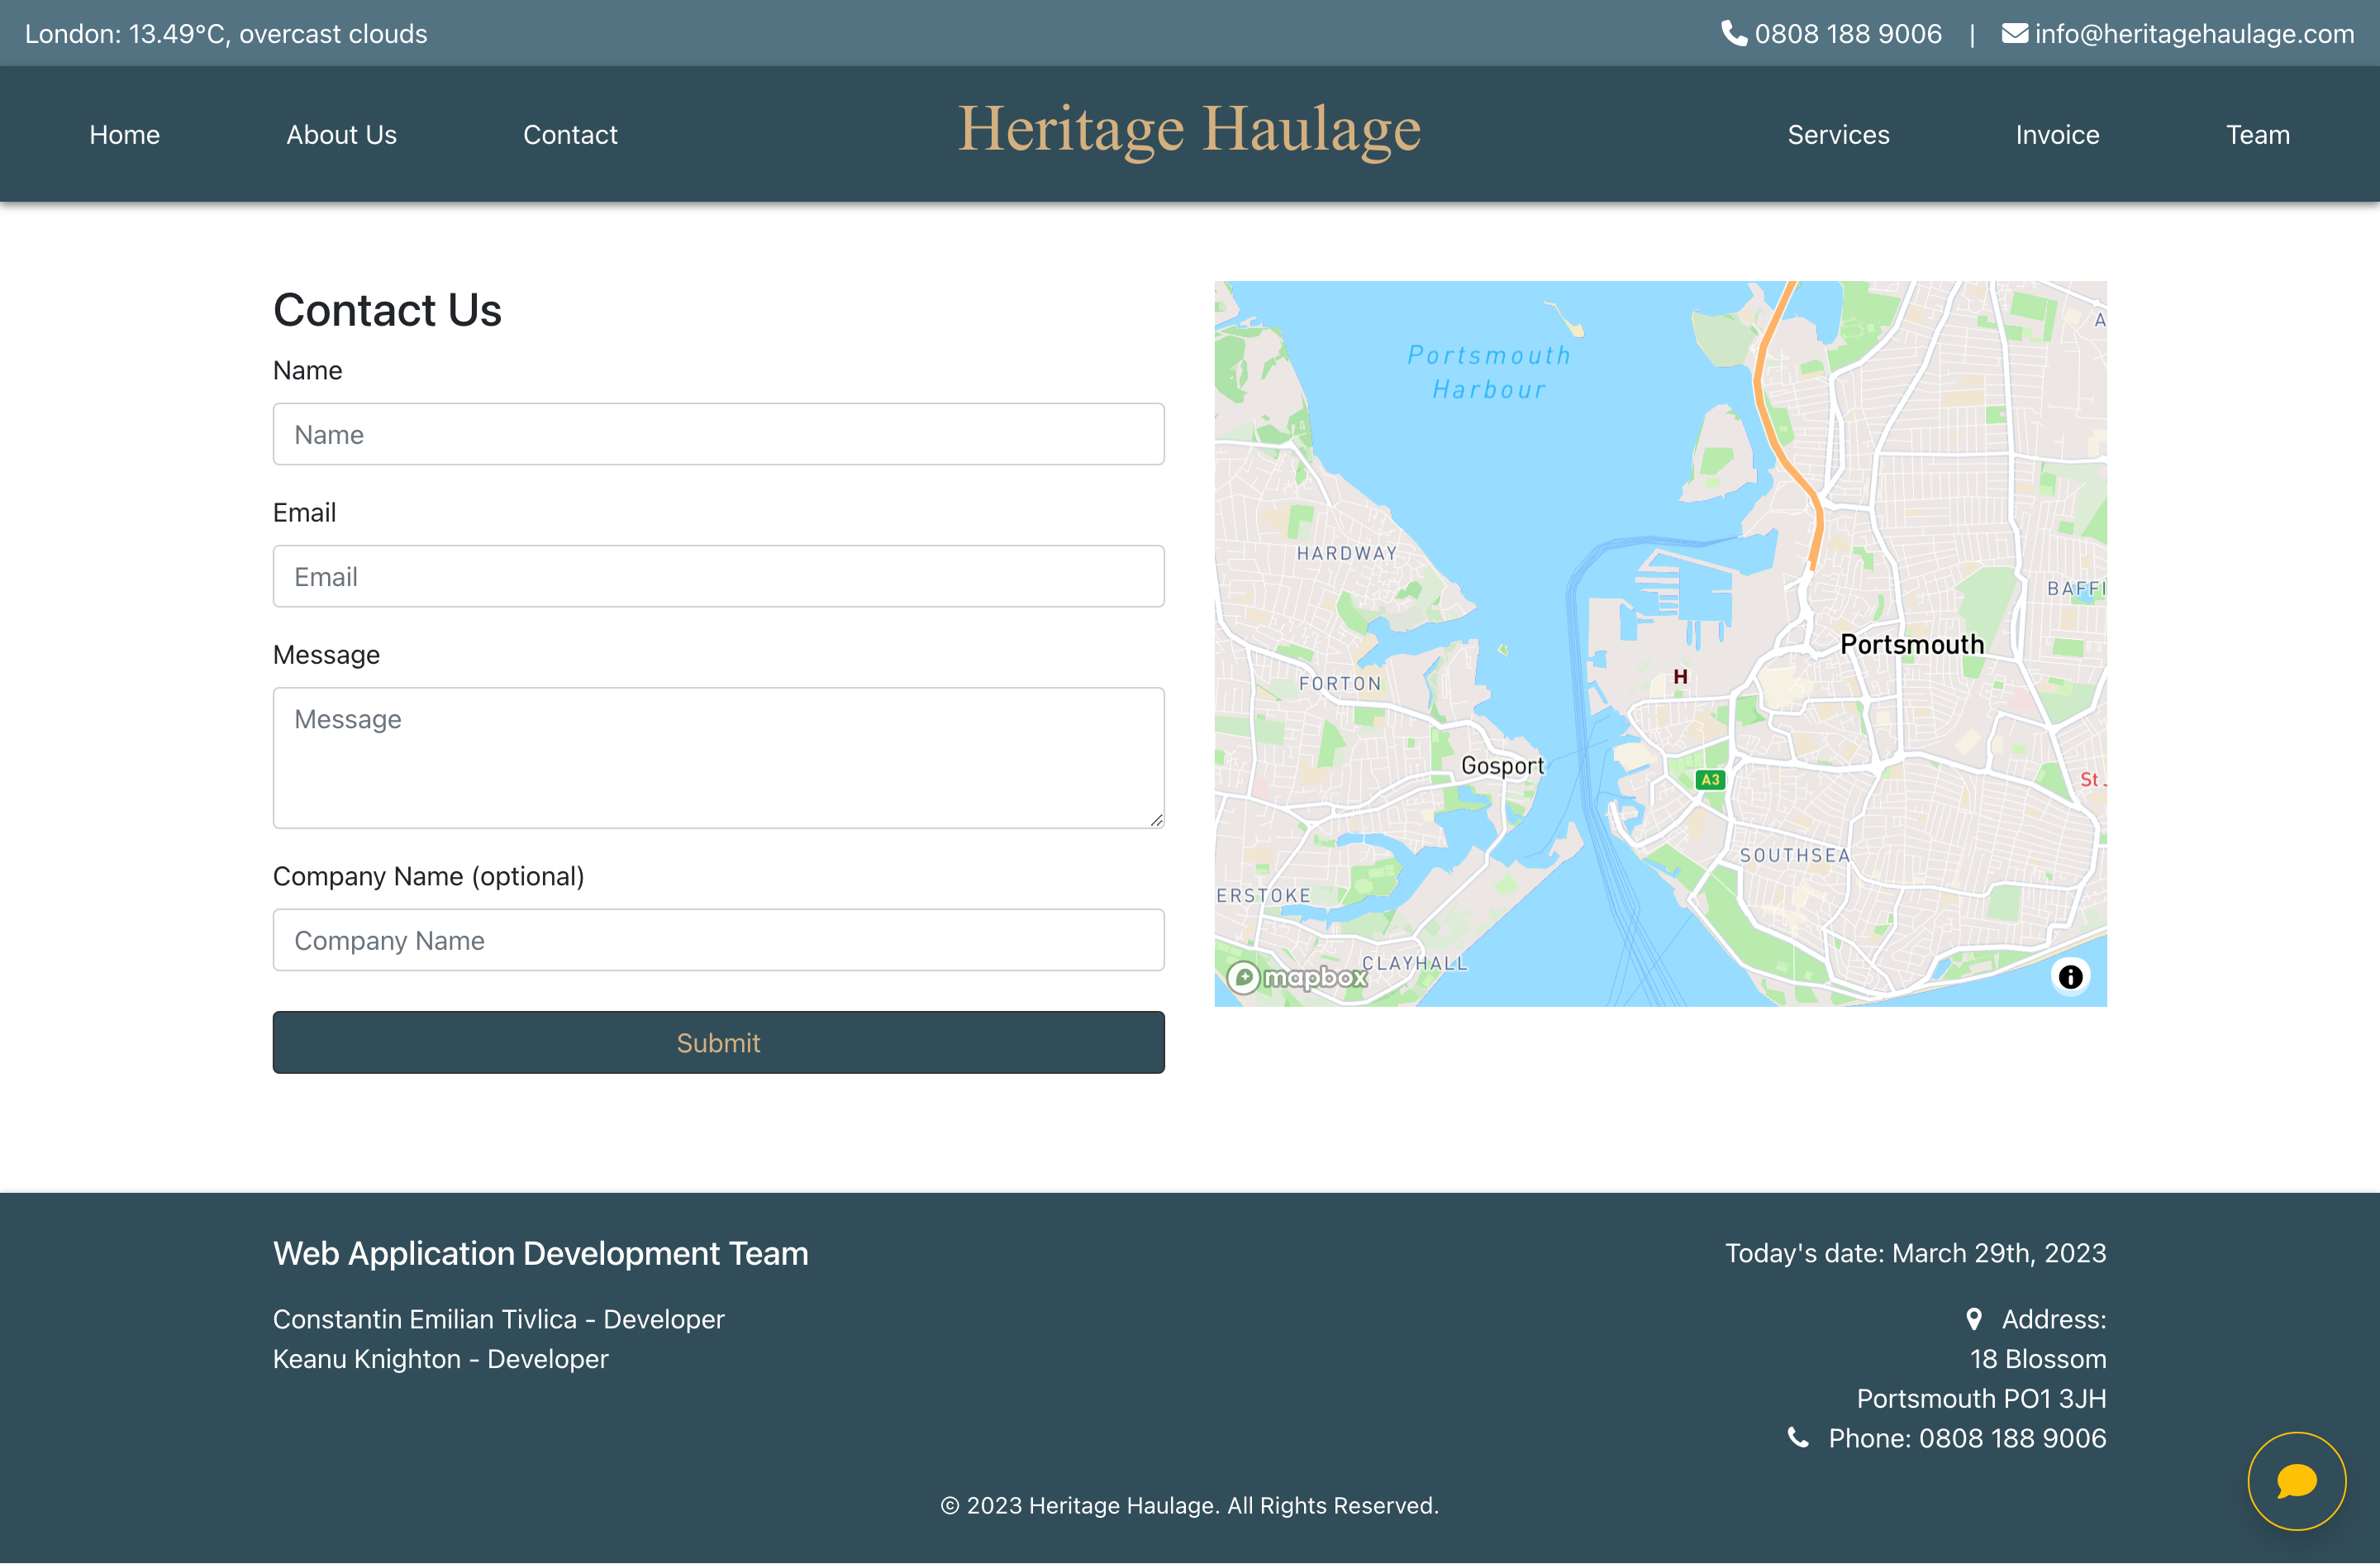 London: 13.49°C, overcast clouds
0808 188 9006 | info@heritagehaulage.com
Home
About Us
Contact
Heritage Haulage
Services
Invoice
Team
Contact Us
Name
Name
Email
Email
Message
Message
Company Name (optional)
Company Name
Submit
Portsmouth
Harbour
A
HARDWAY
BAFFI
Portsmouth
H
FORTON
Gosport
A3
St J
SOUTHSEA
ERSTOKE
CLAYHALL
mapbox
Web Application Development Team
Constantin Emilian Tivlica - Developer
Keanu Knighton - Developer
Today's date: March 29th, 2023
Address:
18 Blossom
Portsmouth PO1 3JH
Phone: 0808 188 9006
© 2023 Heritage Haulage. All Rights Reserved.